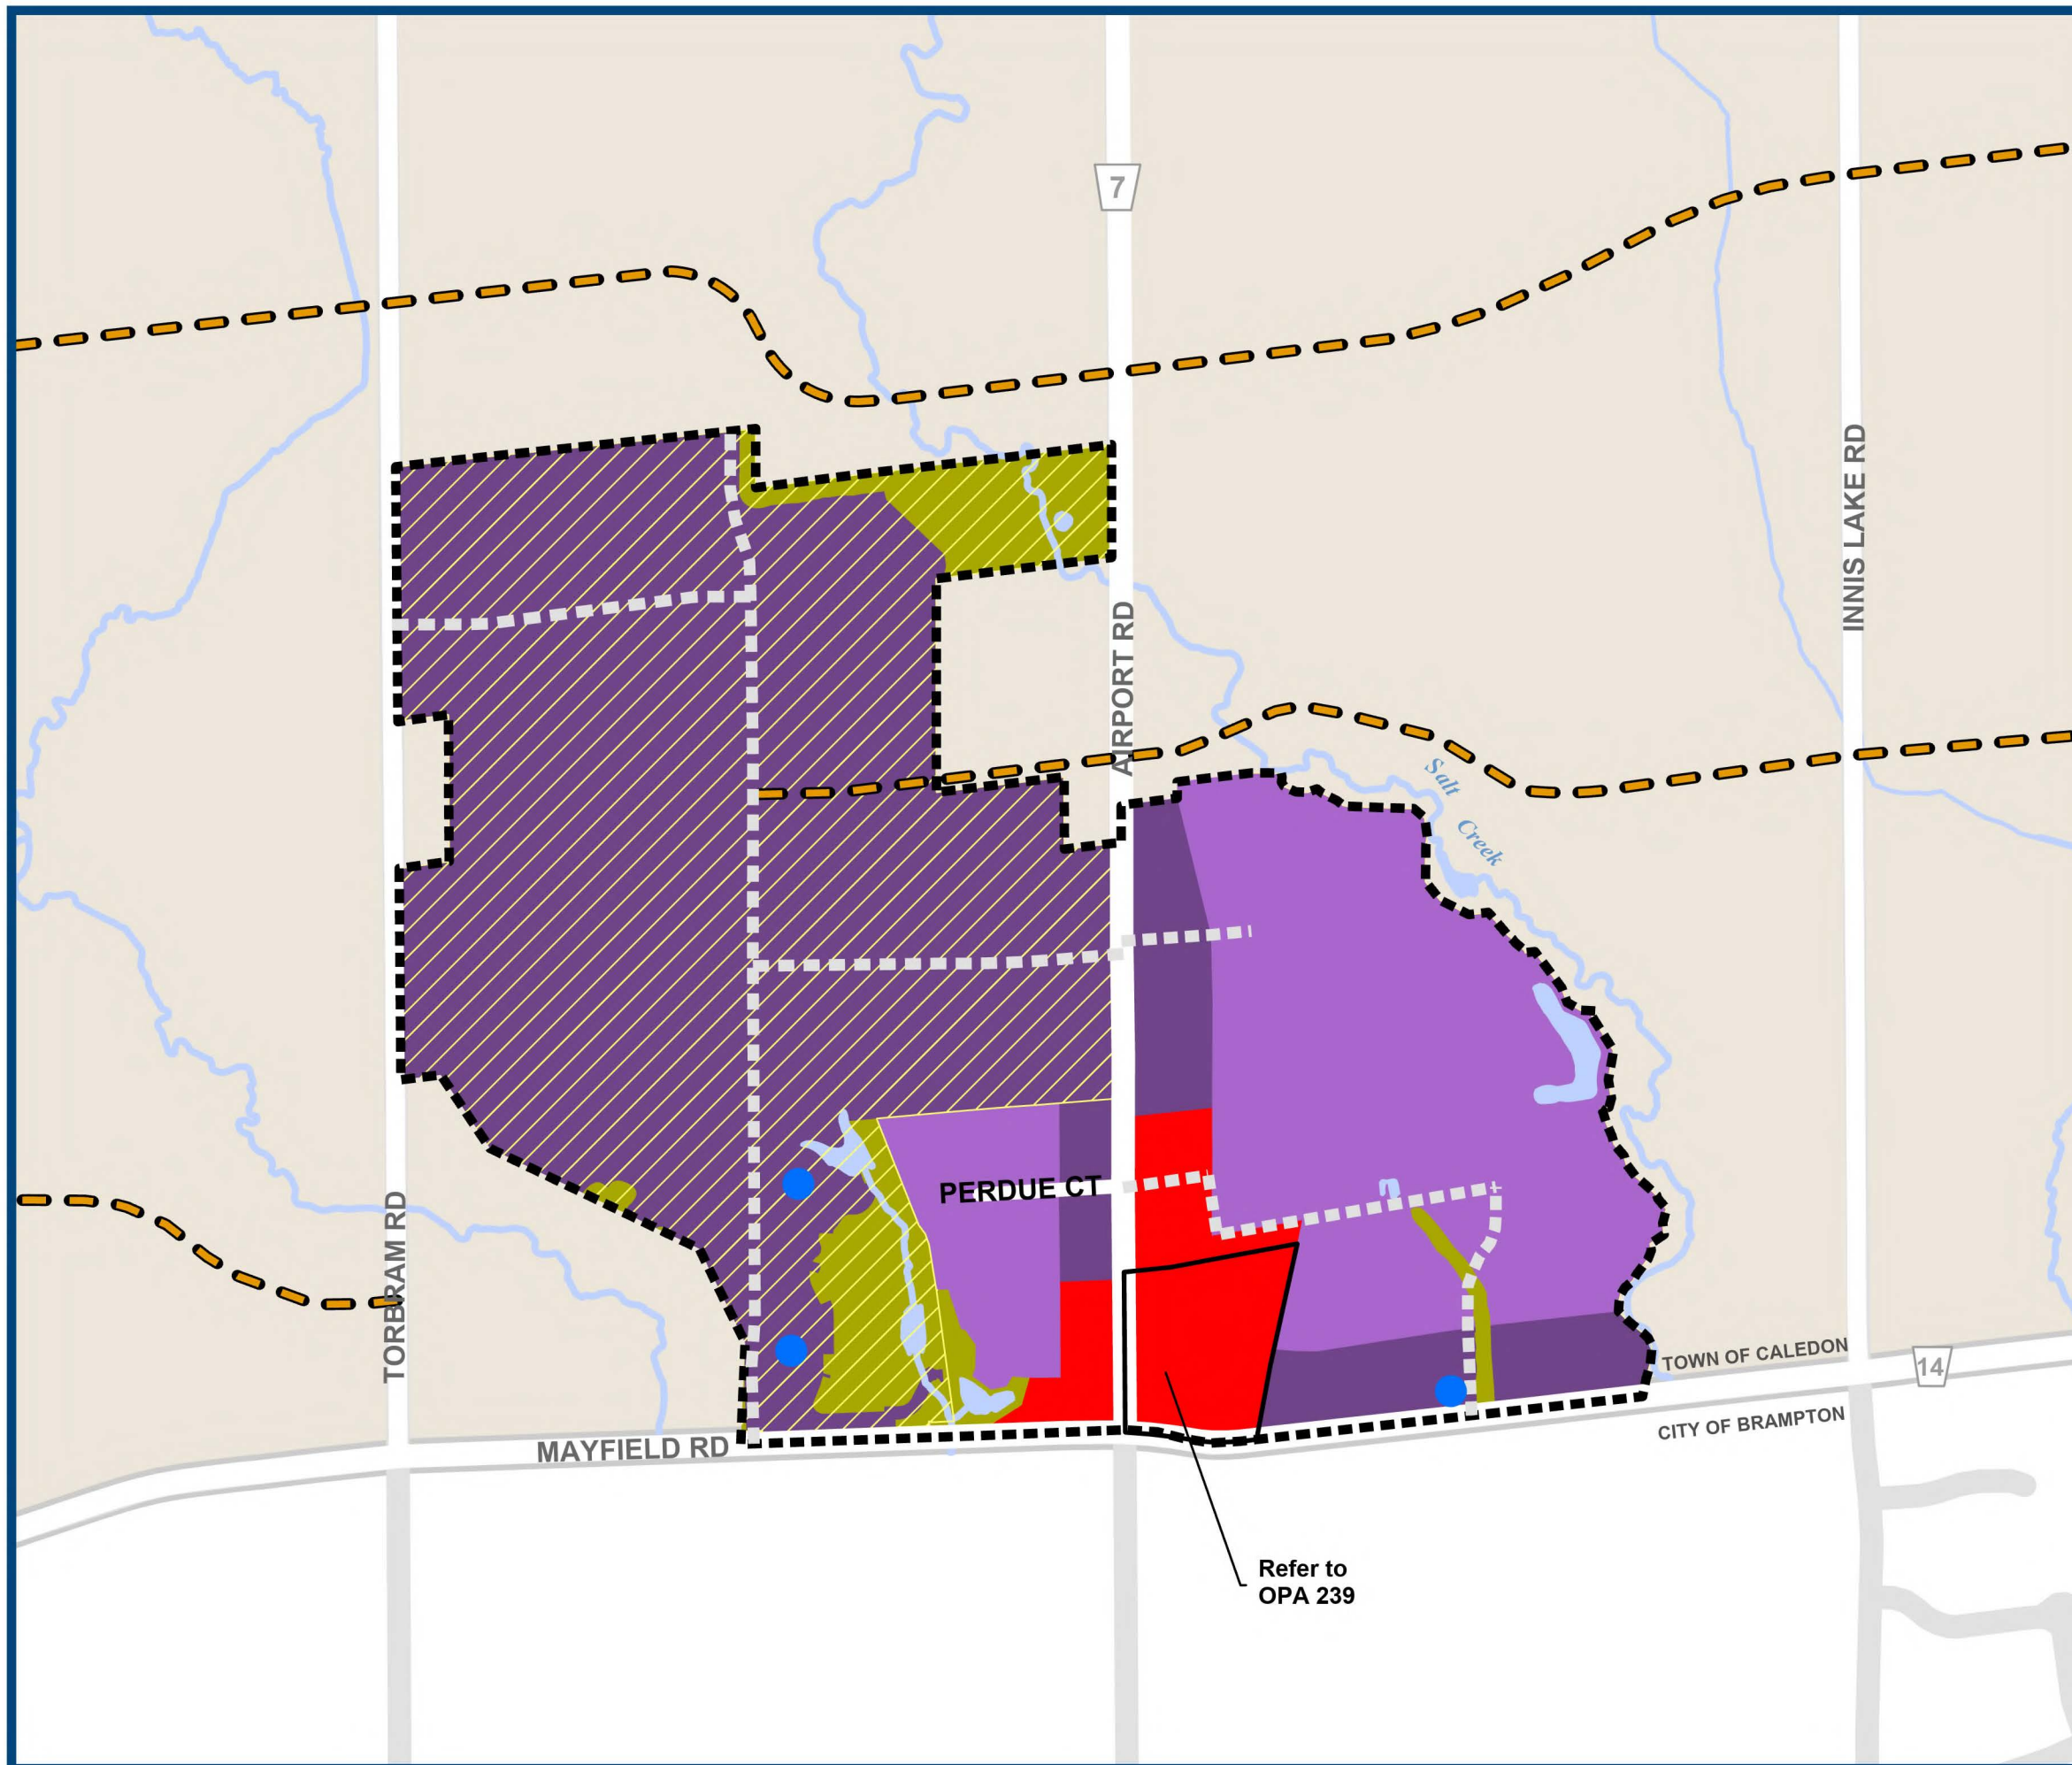 7
INNIS LAKE RD
AIRPORT RD
Salt
Creek
PERDUE CT
TORBRAM RD
TOWN OF CALEDON
14
CITY OF BRAMPTON
MAYFIELD RD
Refer to
OPA 239